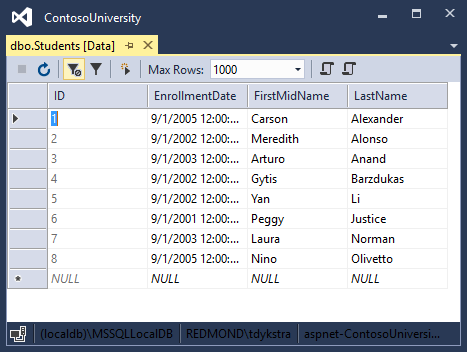 ContosoUniversity
dbo.Students [Data]
Max Rows: 1000
ID EnrollmentDate FirstMidName LastName
1 9/1/2005 12:00:... Carson Alexander
2 9/1/2002 12:00:... Meredith Alonso
3 9/1/2003 12:00:... Arturo Anand
4 9/1/2002 12:00:... Gytis Barzdukas
5 9/1/2002 12:00:... Yan Li
6 9/1/2001 12:00:... Peggy Justice
7 9/1/2003 12:00:... Laura Norman
8 9/1/2005 12:00:... Nino Olivetto
NULL NULL NULL NULL
(localdb)\MSSQLLocalDB REDMOND\tdykstra aspnet-ContosoUniversi...